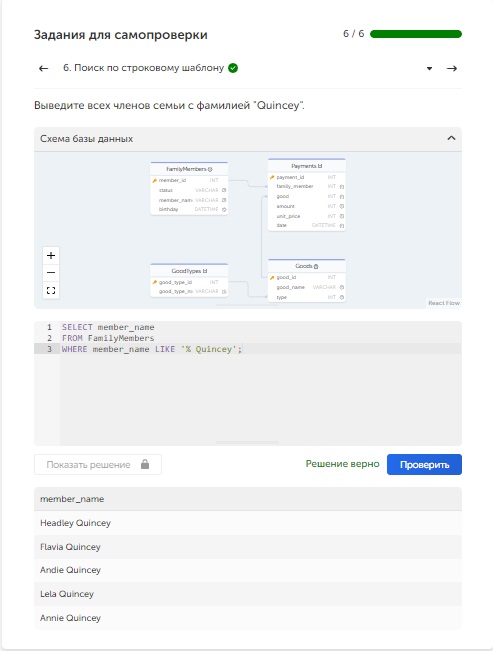 Задания для самопроверки
6 / 6
6. Поиск по строковому шаблону
Выведите всех членов семьи с фамилией "Quincey".
Схема базы данных
FamilyMembers
member_id INT
status VARCHAR
member_nam VARCHAR
birthday DATETIME
Payments
payment_id INT
family_member INT
good INT
amount INT
unit_price INT
date DATETIME
GoodTypes
good_type_id INT
good_type_n VARCHAR
Goods
good_id INT
good_name VARCHAR
type INT
+
−
React Flow
1 SELECT member_name
2 FROM FamilyMembers
3 WHERE member_name LIKE '% Quincey';
Показать решение
Решение верно
Проверить
member_name
Headley Quincey
Flavia Quincey
Andie Quincey
Lela Quincey
Annie Quincey